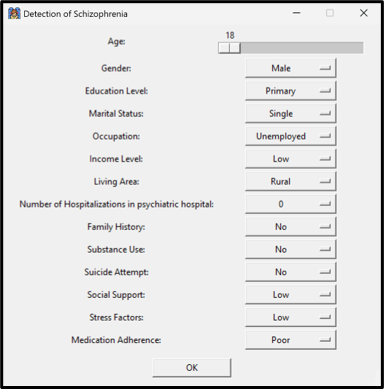 Detection of Schizophrenia
18
Age:
Gender: Male
Education Level: Primary
Marital Status: Single
Occupation: Unemployed
Income Level: Low
Living Area: Rural
Number of Hospitalizations in psychiatric hospital: 0
Family History: No
Substance Use: No
Suicide Attempt: No
Social Support: Low
Stress Factors: Low
Medication Adherence: Poor
OK